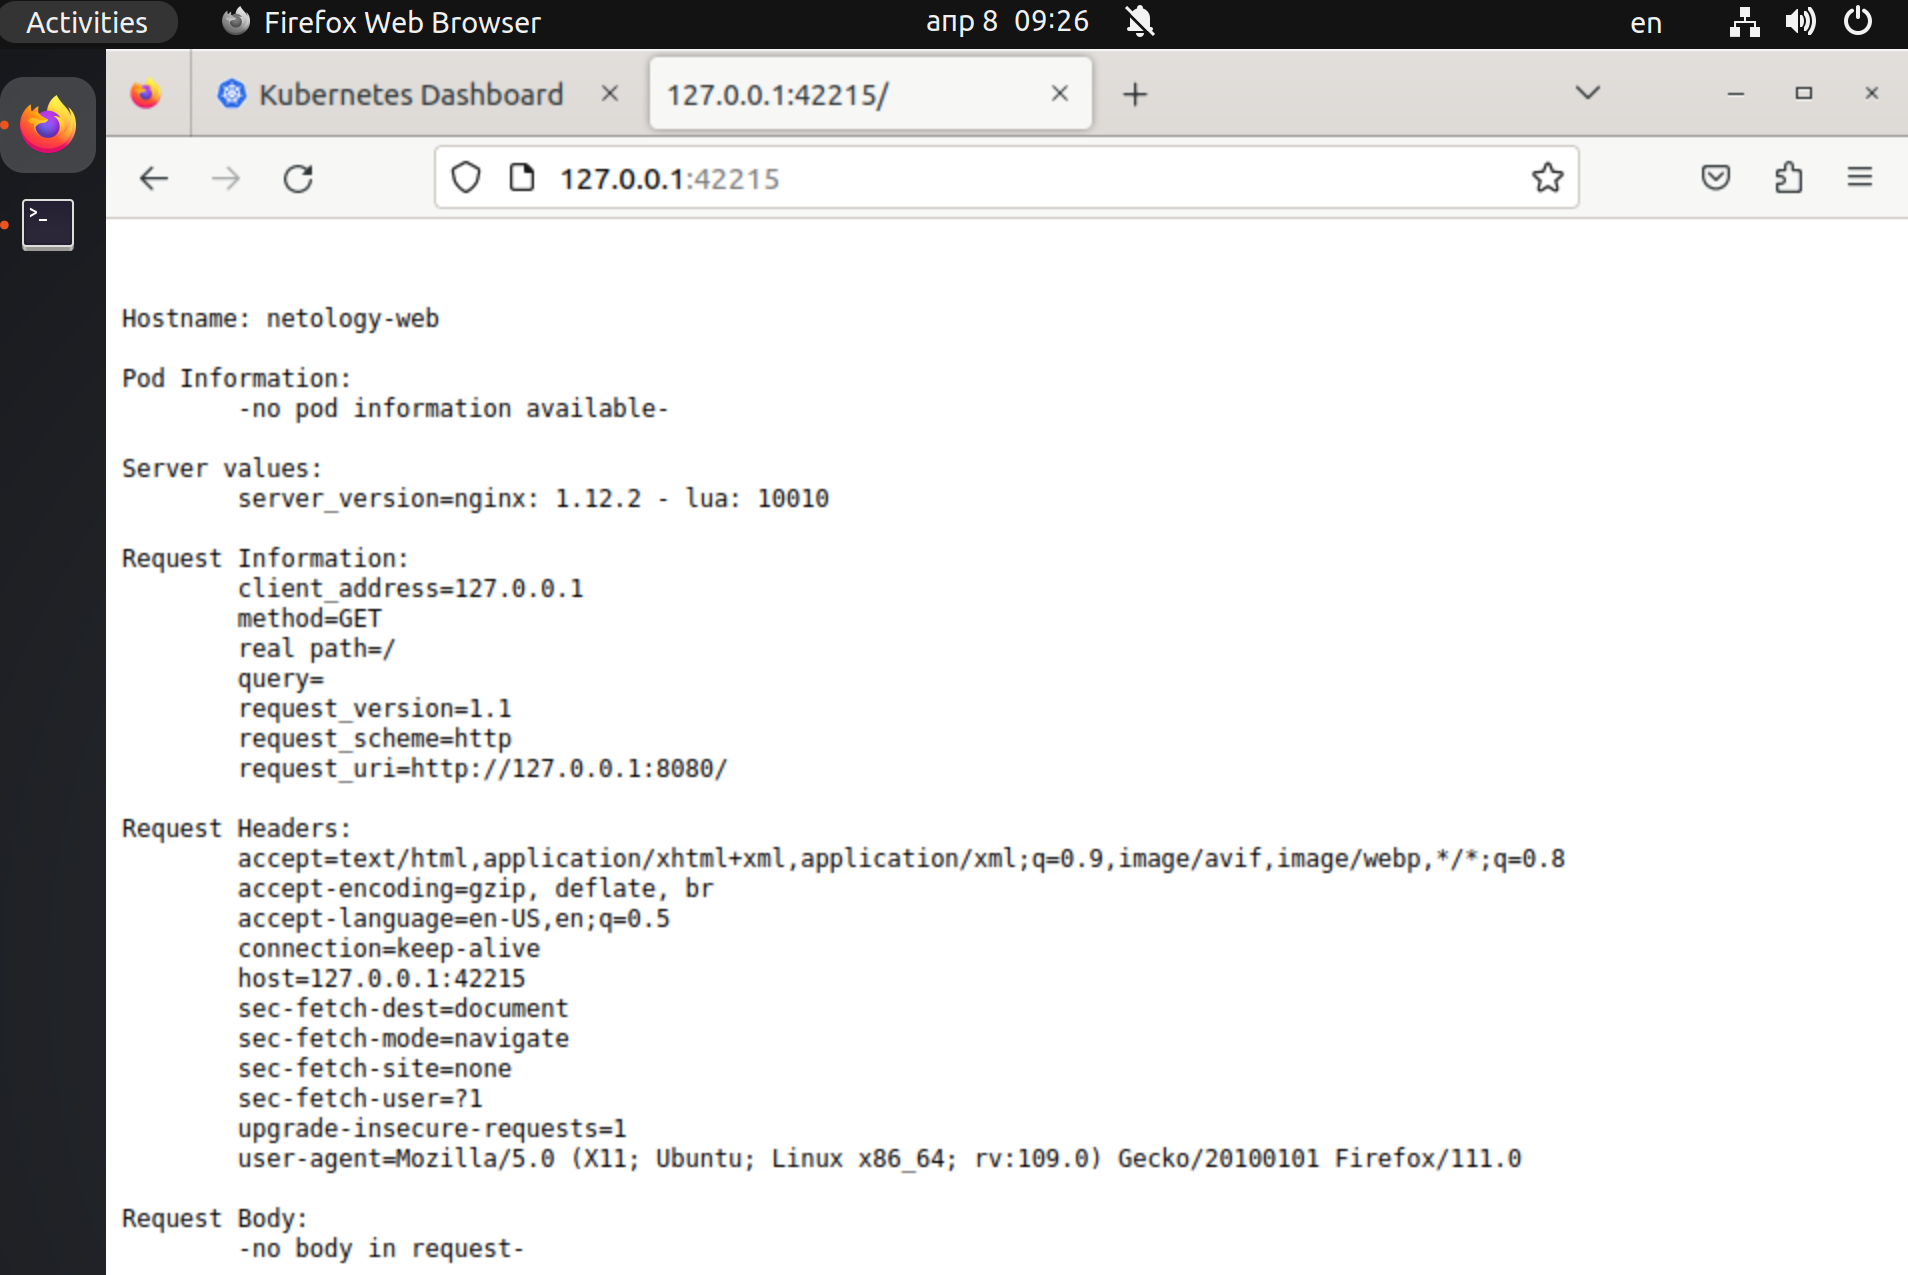 Activities Firefox Web Browser апр 8 09:26 en
Kubernetes Dashboard 127.0.0.1:42215/
127.0.0.1:42215
>_
Hostname: netology-web
Pod Information:
-no pod information available-
Server values:
server_version=nginx: 1.12.2 - lua: 10010
Request Information:
client_address=127.0.0.1
method=GET
real path=/
query=
request_version=1.1
request_scheme=http
request_uri=http://127.0.0.1:8080/
Request Headers:
accept=text/html,application/xhtml+xml,application/xml;q=0.9,image/avif,image/webp,*/*;q=0.8
accept-encoding=gzip, deflate, br
accept-language=en-US,en;q=0.5
connection=keep-alive
host=127.0.0.1:42215
sec-fetch-dest=document
sec-fetch-mode=navigate
sec-fetch-site=none
sec-fetch-user=?1
upgrade-insecure-requests=1
user-agent=Mozilla/5.0 (X11; Ubuntu; Linux x86_64; rv:109.0) Gecko/20100101 Firefox/111.0
Request Body:
-no body in request-